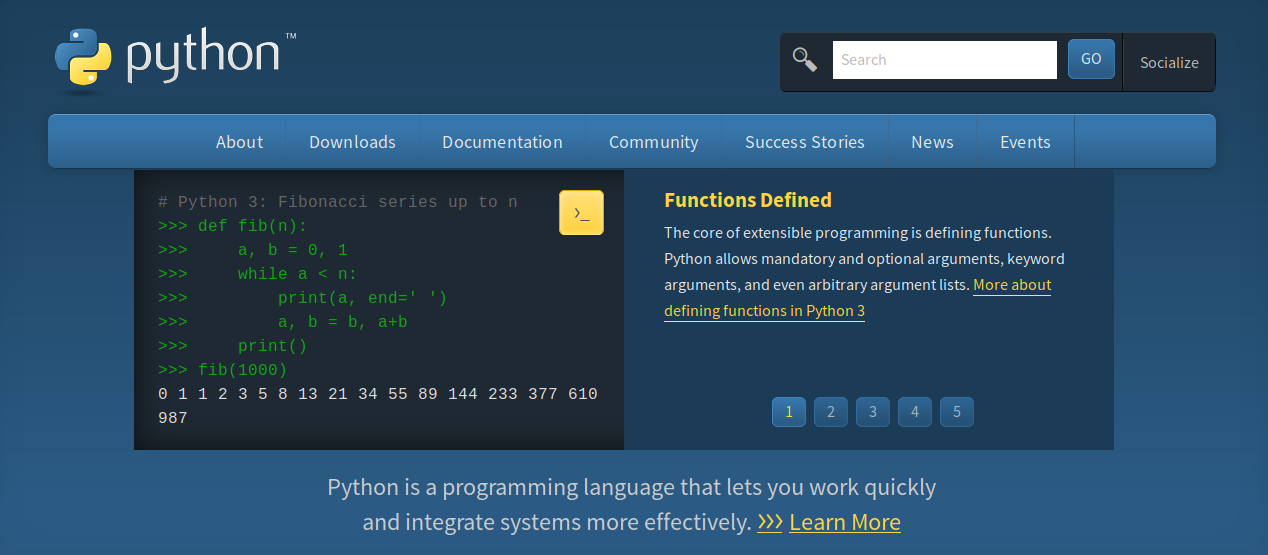 python™
Search
GO
Socialize
About
Downloads
Documentation
Community
Success Stories
News
Events
# Python 3: Fibonacci series up to n
>>> def fib(n):
>>>     a, b = 0, 1
>>>     while a < n:
>>>         print(a, end=' ')
>>>         a, b = b, a+b
>>>     print()
>>> fib(1000)
0 1 1 2 3 5 8 13 21 34 55 89 144 233 377 610
987
>_
Functions Defined
The core of extensible programming is defining functions.
Python allows mandatory and optional arguments, keyword
arguments, and even arbitrary argument lists. More about
defining functions in Python 3
1
2
3
4
5
Python is a programming language that lets you work quickly
and integrate systems more effectively. >>> Learn More